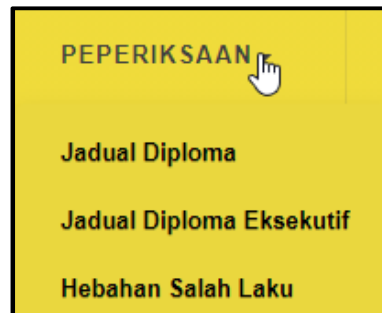 PEPERIKSAAN
Jadual Diploma
Jadual Diploma Eksekutif
Hebahan Salah Laku